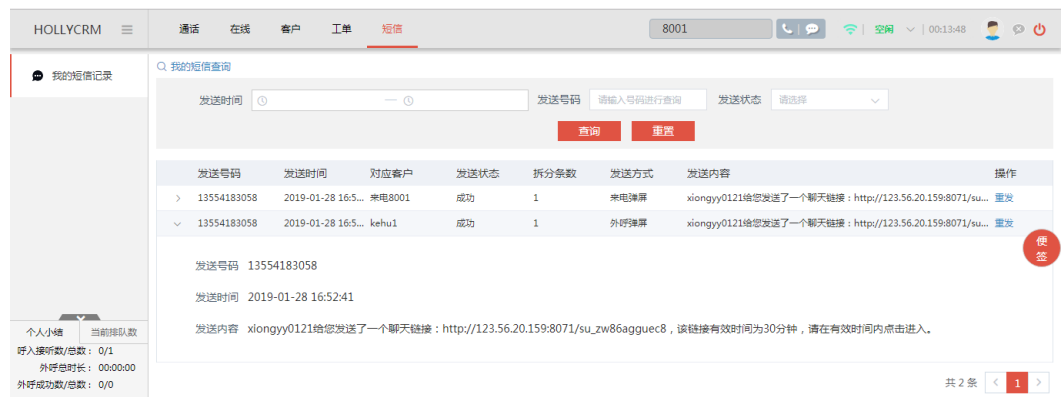 HOLLYCRM 通话 在线 客户 工单 短信 8001 空闲 00:13:48
我的短信记录
我的短信查询
发送时间 — 发送号码 请输入号码进行查询 发送状态 请选择
查询 重置
发送号码 发送时间 对应客户 发送状态 拆分条数 发送方式 发送内容 操作
13554183058 2019-01-28 16:5... 来电8001 成功 1 来电弹屏 xiongyy0121给您发送了一个聊天链接：http://123.56.20.159:8071/su... 重发
13554183058 2019-01-28 16:5... kehu1 成功 1 外呼弹屏 xiongyy0121给您发送了一个聊天链接：http://123.56.20.159:8071/su... 重发
便签
发送号码 13554183058
发送时间 2019-01-28 16:52:41
发送内容 xiongyy0121给您发送了一个聊天链接：http://123.56.20.159:8071/su_zw86agguec8，该链接有效时间为30分钟，请在有效时间内点击进入。
个人小结 当前排队数
呼入接听数/总数： 0/1
外呼总时长： 00:00:00
外呼成功数/总数： 0/0
共 2 条 < 1 >